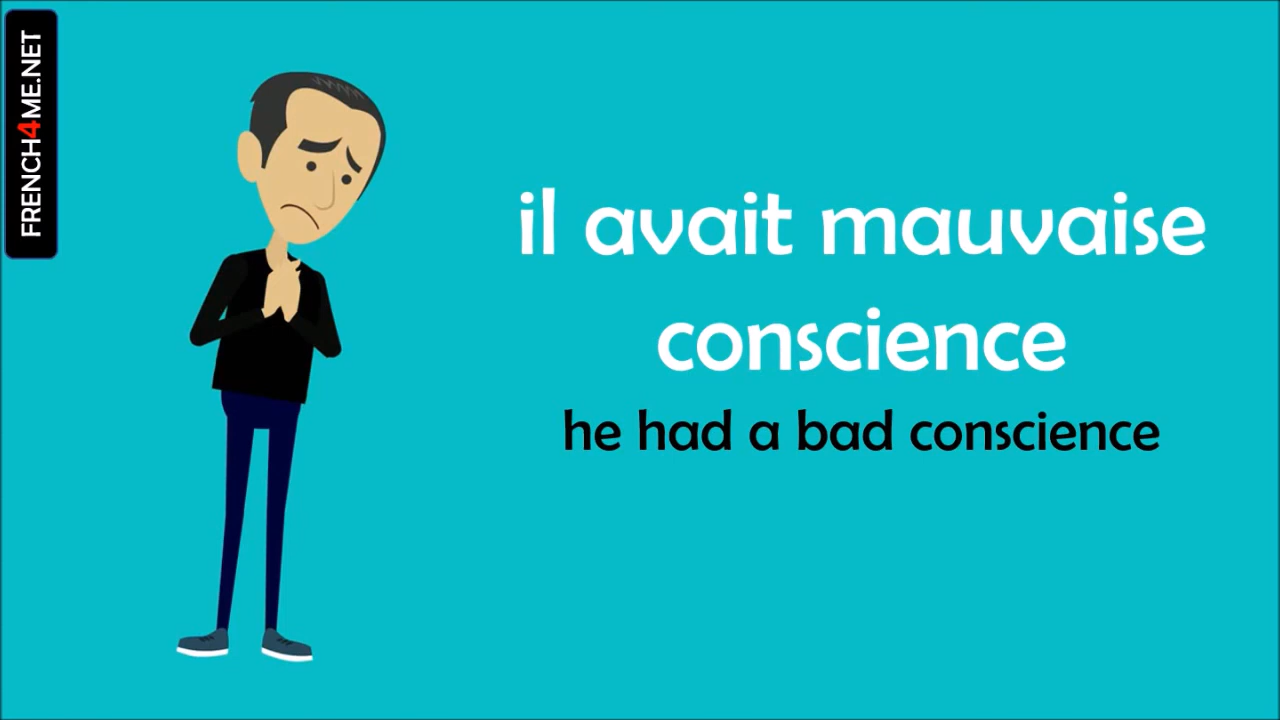 FRENCH4ME.NET
il avait mauvaise
conscience
he had a bad conscience